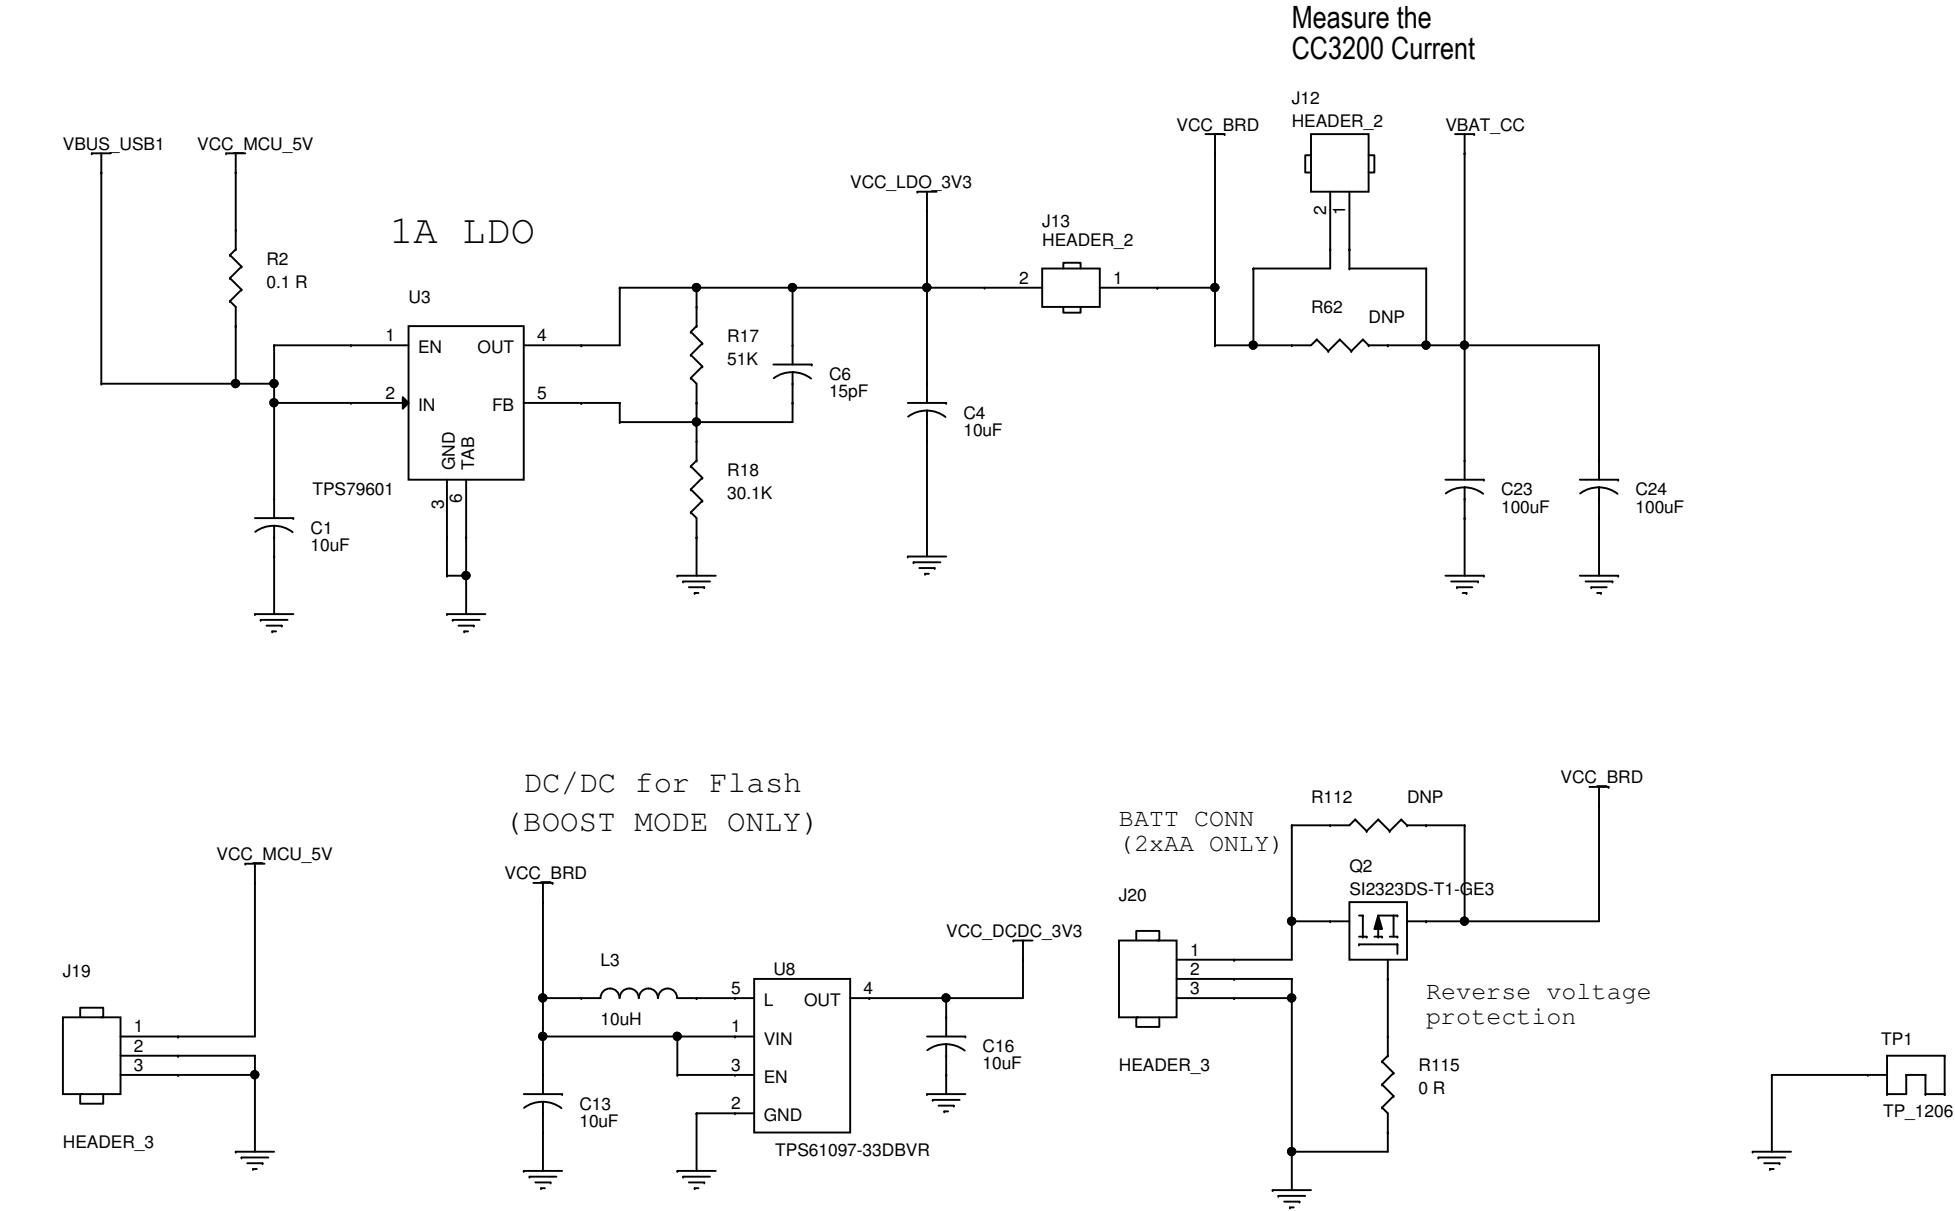 Measure the
CC3200 Current
J12
HEADER_2
VBUS_USB1
VCC_MCU_5V
VCC_BRD
VBAT_CC
VCC_LDO_3V3
1A LDO
J13
HEADER_2
2
1
R2
0.1 R
2
1
U3
R62
DNP
1
EN
OUT
4
R17
51K
2
IN
FB
5
C6
15pF
C4
10uF
GND
TAB
3
6
TPS79601
R18
30.1K
C1
10uF
C23
100uF
C24
100uF
DC/DC for Flash
(BOOST MODE ONLY)
BATT CONN
(2xAA ONLY)
R112
DNP
VCC_BRD
VCC_MCU_5V
VCC_BRD
Q2
SI2323DS-T1-GE3
J20
VCC_DCDC_3V3
J19
L3
10uH
U8
5
L
OUT
4
1
VIN
3
EN
2
GND
TPS61097-33DBVR
1
2
3
HEADER_3
Reverse voltage
protection
1
2
3
HEADER_3
C13
10uF
C16
10uF
R115
0 R
TP1
TP_1206